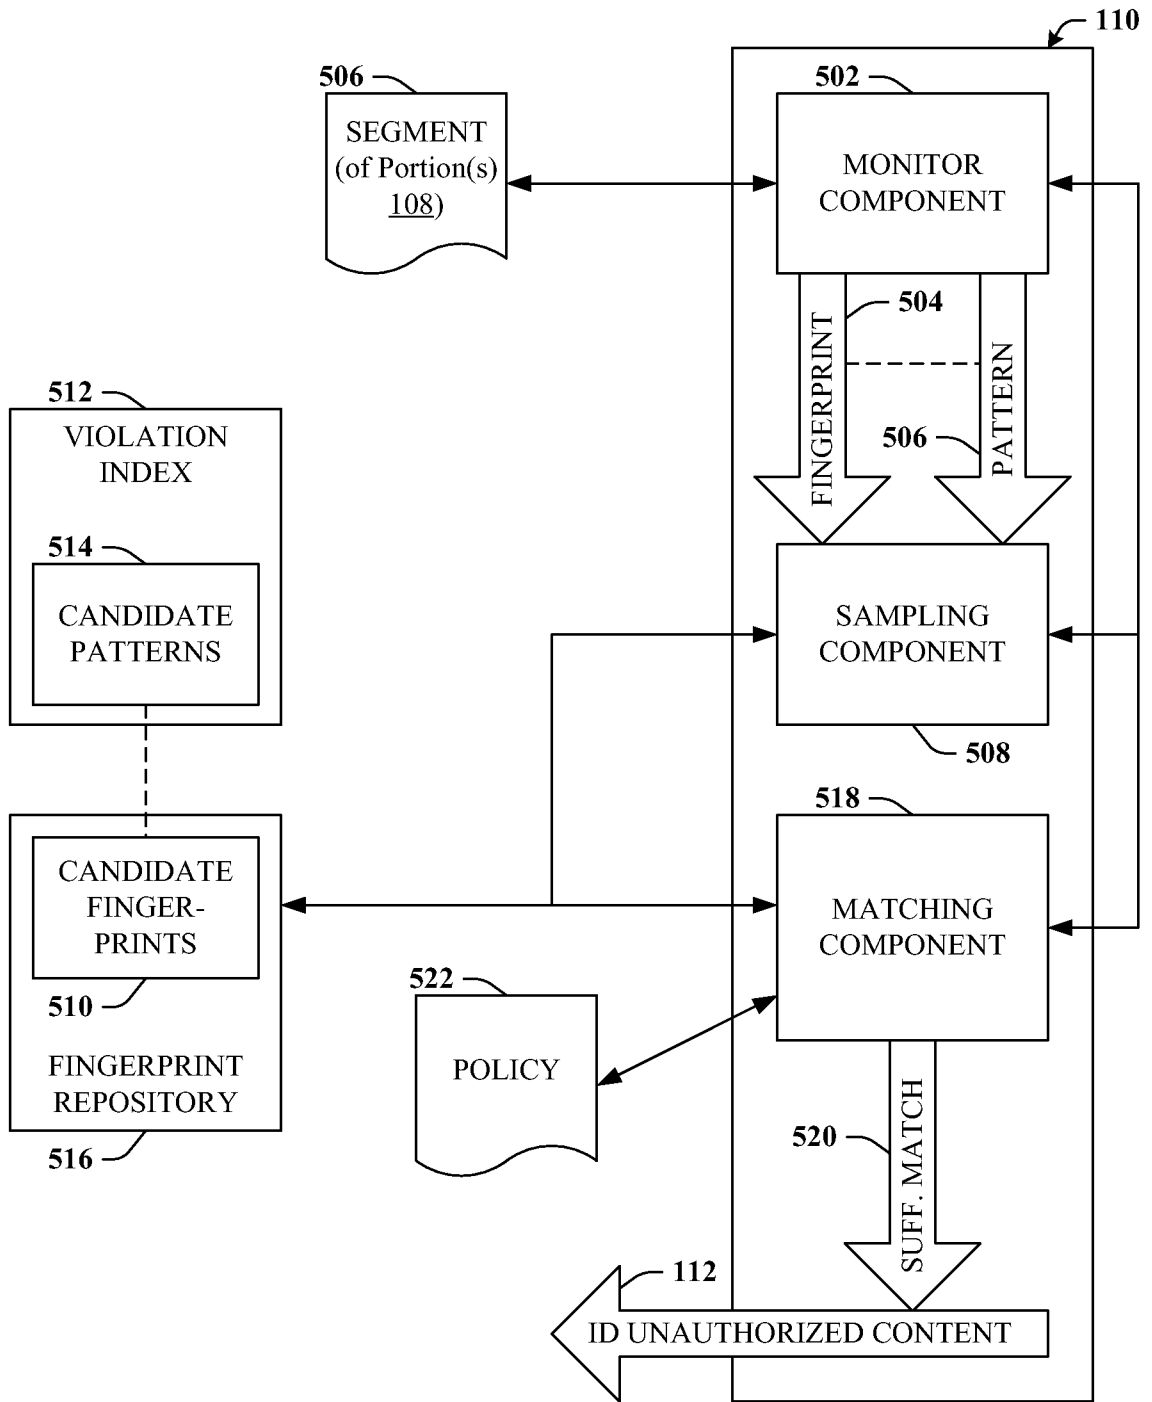 110
506
502
SEGMENT
(of Portion(s)
108)
MONITOR
COMPONENT
504
FINGERPRINT
506
PATTERN
512
VIOLATION
INDEX
514
CANDIDATE
PATTERNS
SAMPLING
COMPONENT
508
518
CANDIDATE
FINGER-
PRINTS
510
FINGERPRINT
REPOSITORY
516
MATCHING
COMPONENT
522
POLICY
520
SUFF. MATCH
112
ID UNAUTHORIZED CONTENT